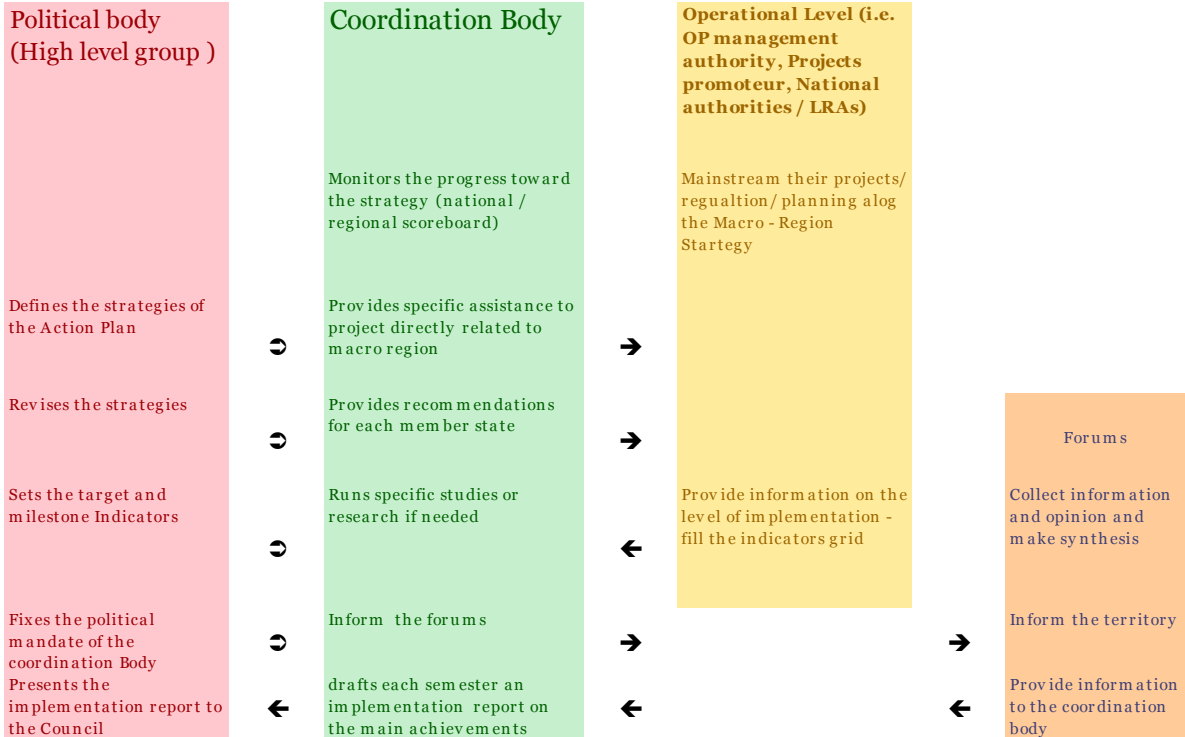 Political body
(High level group )
Coordination Body
Operational Level (i.e.
OP management
authority, Projects
promoteur, National
authorities / LRAs)
Monitors the progress toward
the strategy (national /
regional scoreboard)
Mainstream their projects/
regualtion/ planning alog
the Macro - Region
Startegy
Defines the strategies of
the Action Plan
Provides specific assistance to
project directly related to
macro region
Revises the strategies
Provides recommendations
for each member state
Forums
Sets the target and
milestone Indicators
Runs specific studies or
research if needed
Provide information on the
level of implementation -
fill the indicators grid
Collect information
and opinion and
make synthesis
Fixes the political
mandate of the
coordination Body
Inform the forums
Inform the territory
Presents the
implementation report to
the Council
drafts each semester an
implementation report on
the main achievements
Provide information
to the coordination
body